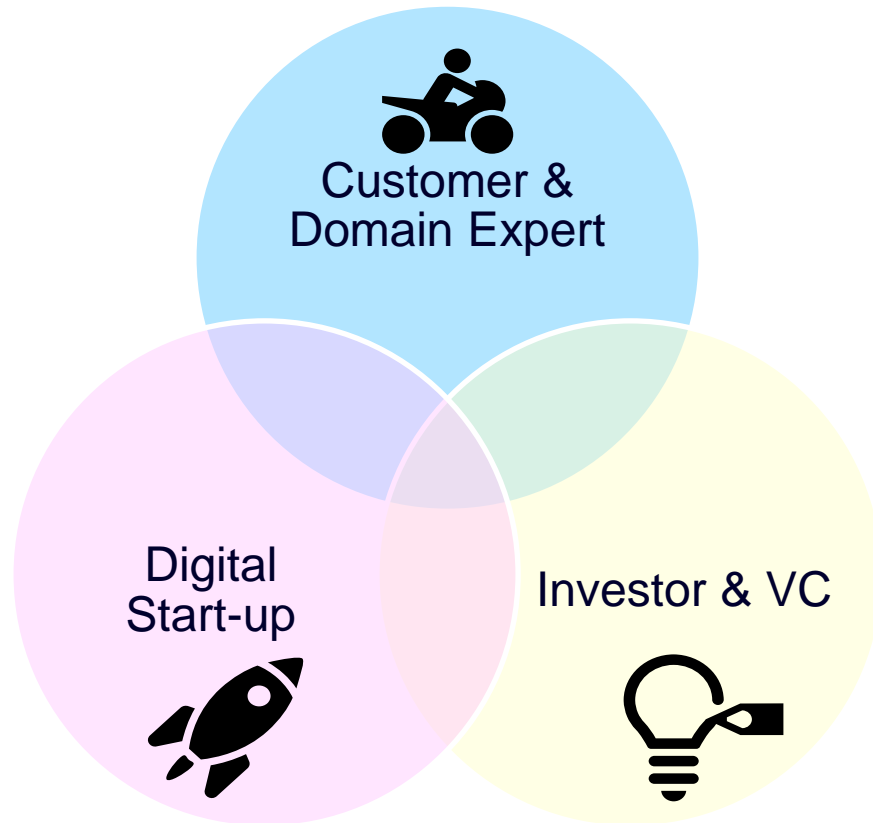 Customer &
Domain Expert
Digital
Start-up
Investor & VC